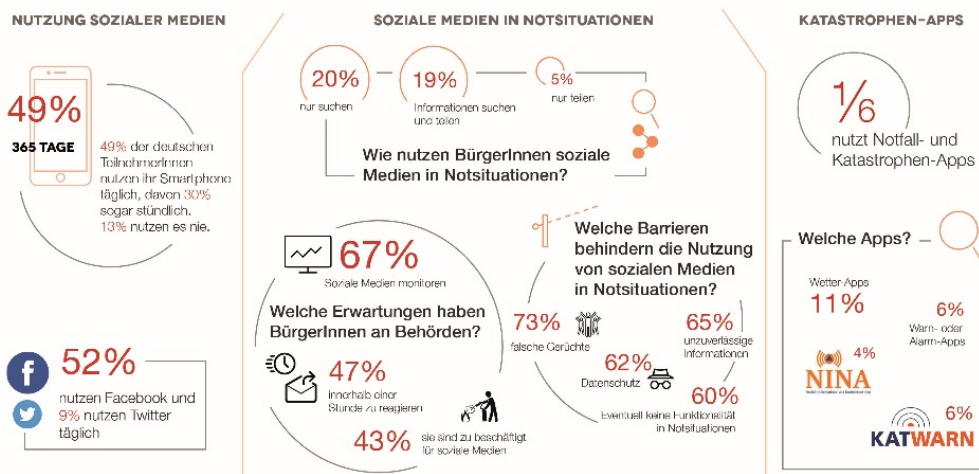 NUTZUNG SOZIALER MEDIEN
49%
365 TAGE
49% der deutschen
TeilnehmerInnen
nutzen ihr Smartphone
täglich, davon 30%
sogar stündlich.
13% nutzen es nie.
52%
nutzen Facebook und
9% nutzen Twitter
täglich
SOZIALE MEDIEN IN NOTSITUATIONEN
20%
nur suchen
19%
Informationen suchen
und teilen
5%
nur teilen
Wie nutzen BürgerInnen soziale
Medien in Notsituationen?
67%
Soziale Medien monitoren
Welche Erwartungen haben
BürgerInnen an Behörden?
47%
innerhalb einer
Stunde zu reagieren
43%
sie sind zu beschäftigt
für soziale Medien
Welche Barrieren
behindern die Nutzung
von sozialen Medien
in Notsituationen?
73%
falsche Gerüchte
65%
unzuverlässige
Informationen
62%
Datenschutz
60%
Eventuell keine Funktionalität
in Notsituationen
KATASTROPHEN-APPS
1/6
nutzt Notfall- und
Katastrophen-Apps
Welche Apps?
Wetter-Apps
11%
6%
Warn- oder
Alarm-Apps
4%
NINA
6%
KATWARN